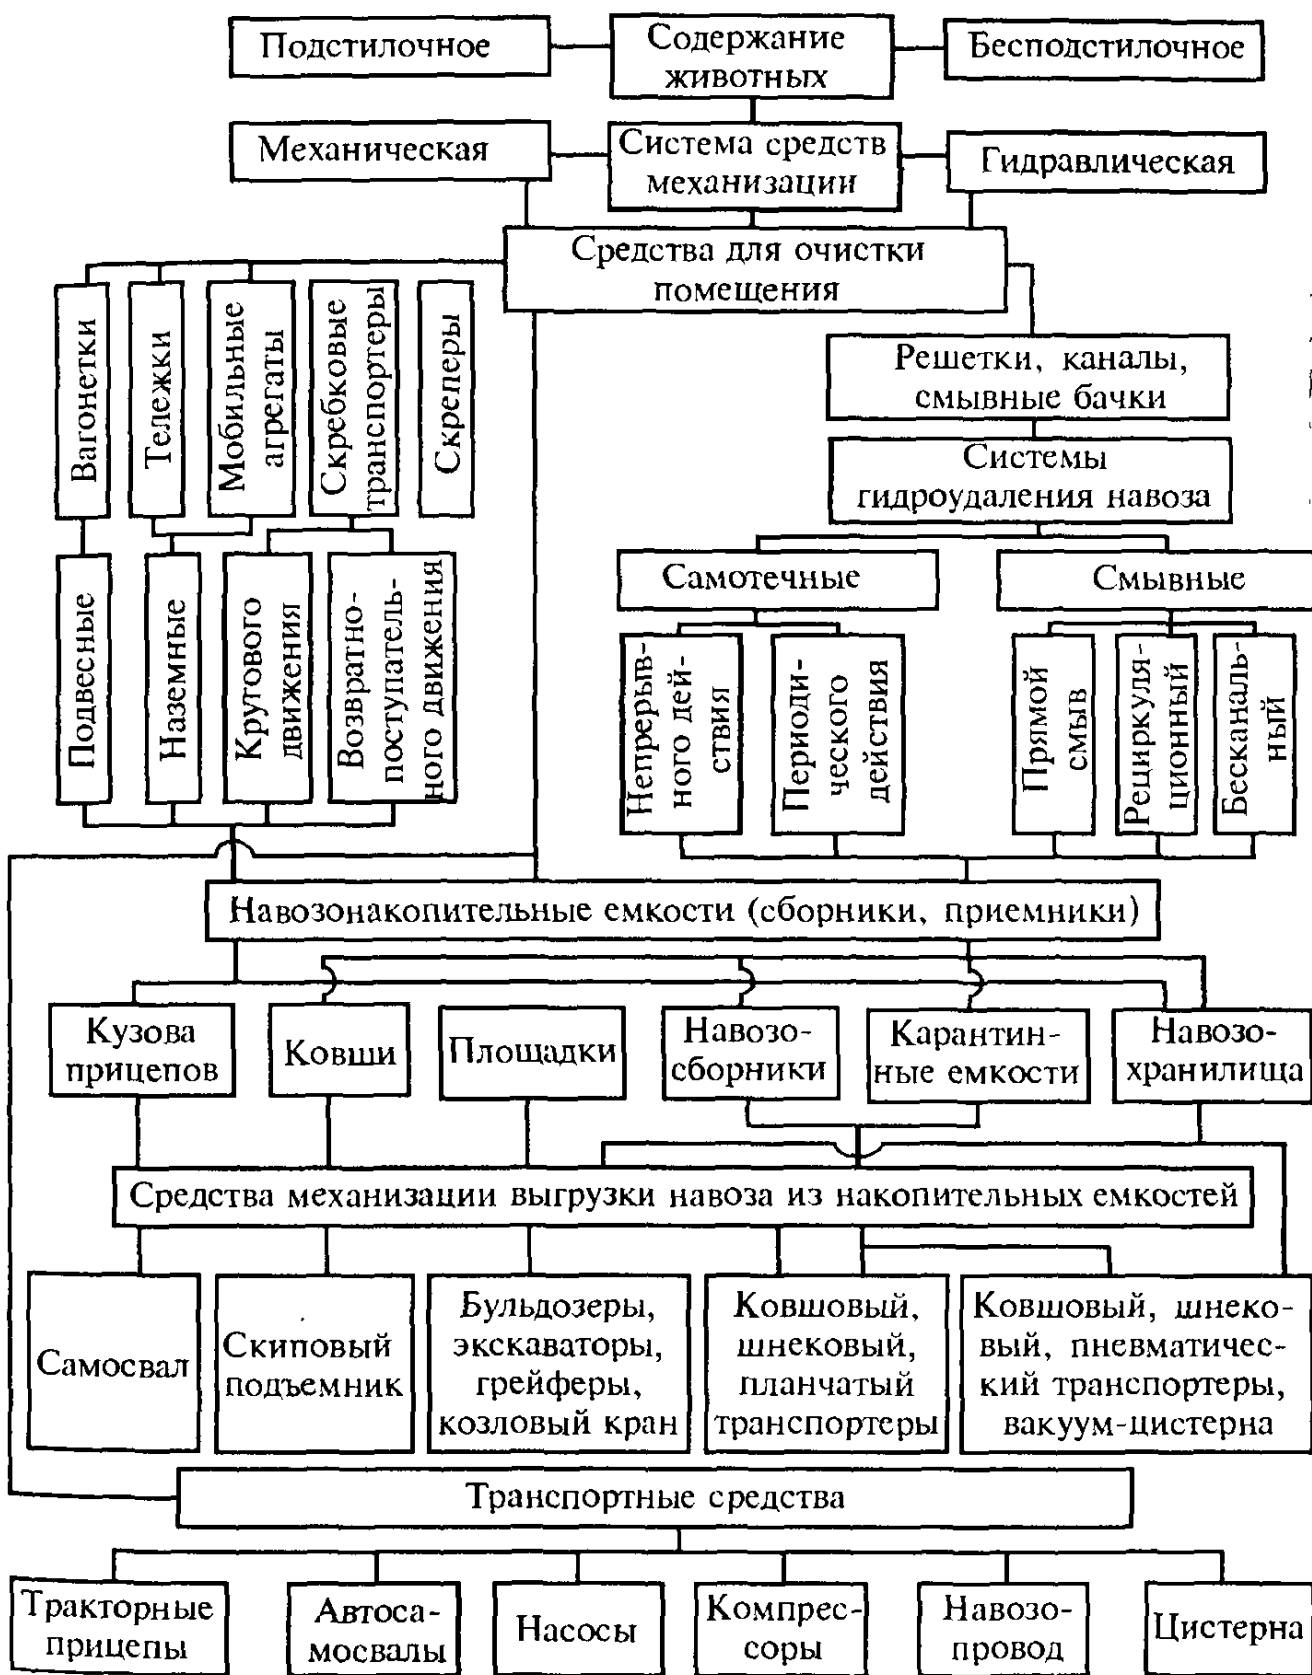 Подстилочное
Содержание
животных
Бесподстилочное
Механическая
Система средств
механизации
Гидравлическая
Средства для очистки
помещения
Вагонетки
Тележки
Мобильные
агрегаты
Скребковые
транспортеры
Скреперы
Решетки, каналы,
смывные бачки
Системы
гидроудаления навоза
Самотечные
Смывные
Подвесные
Наземные
Кругового
движения
Возвратно-
поступатель-
ного движения
Непрерыв-
ного дей-
ствия
Периоди-
ческого
действия
Прямой
смыв
Рециркуля-
ционный
Бесканаль-
ный
Навозонакопительные емкости (сборники, приемники)
Кузова
прицепов
Ковши
Площадки
Навозо-
сборники
Карантин-
ные емкости
Навозо-
хранилища
Средства механизации выгрузки навоза из накопительных емкостей
Самосвал
Скиповый
подъемник
Бульдозеры,
экскаваторы,
грейферы,
козловый кран
Ковшовый,
шнековый,
планчатый
транспортеры
Ковшовый, шнеко-
вый, пневматичес-
кий транспортеры,
вакуум-цистерна
Транспортные средства
Тракторные
прицепы
Автоса-
мосвалы
Насосы
Компрес-
соры
Навозо-
провод
Цистерна